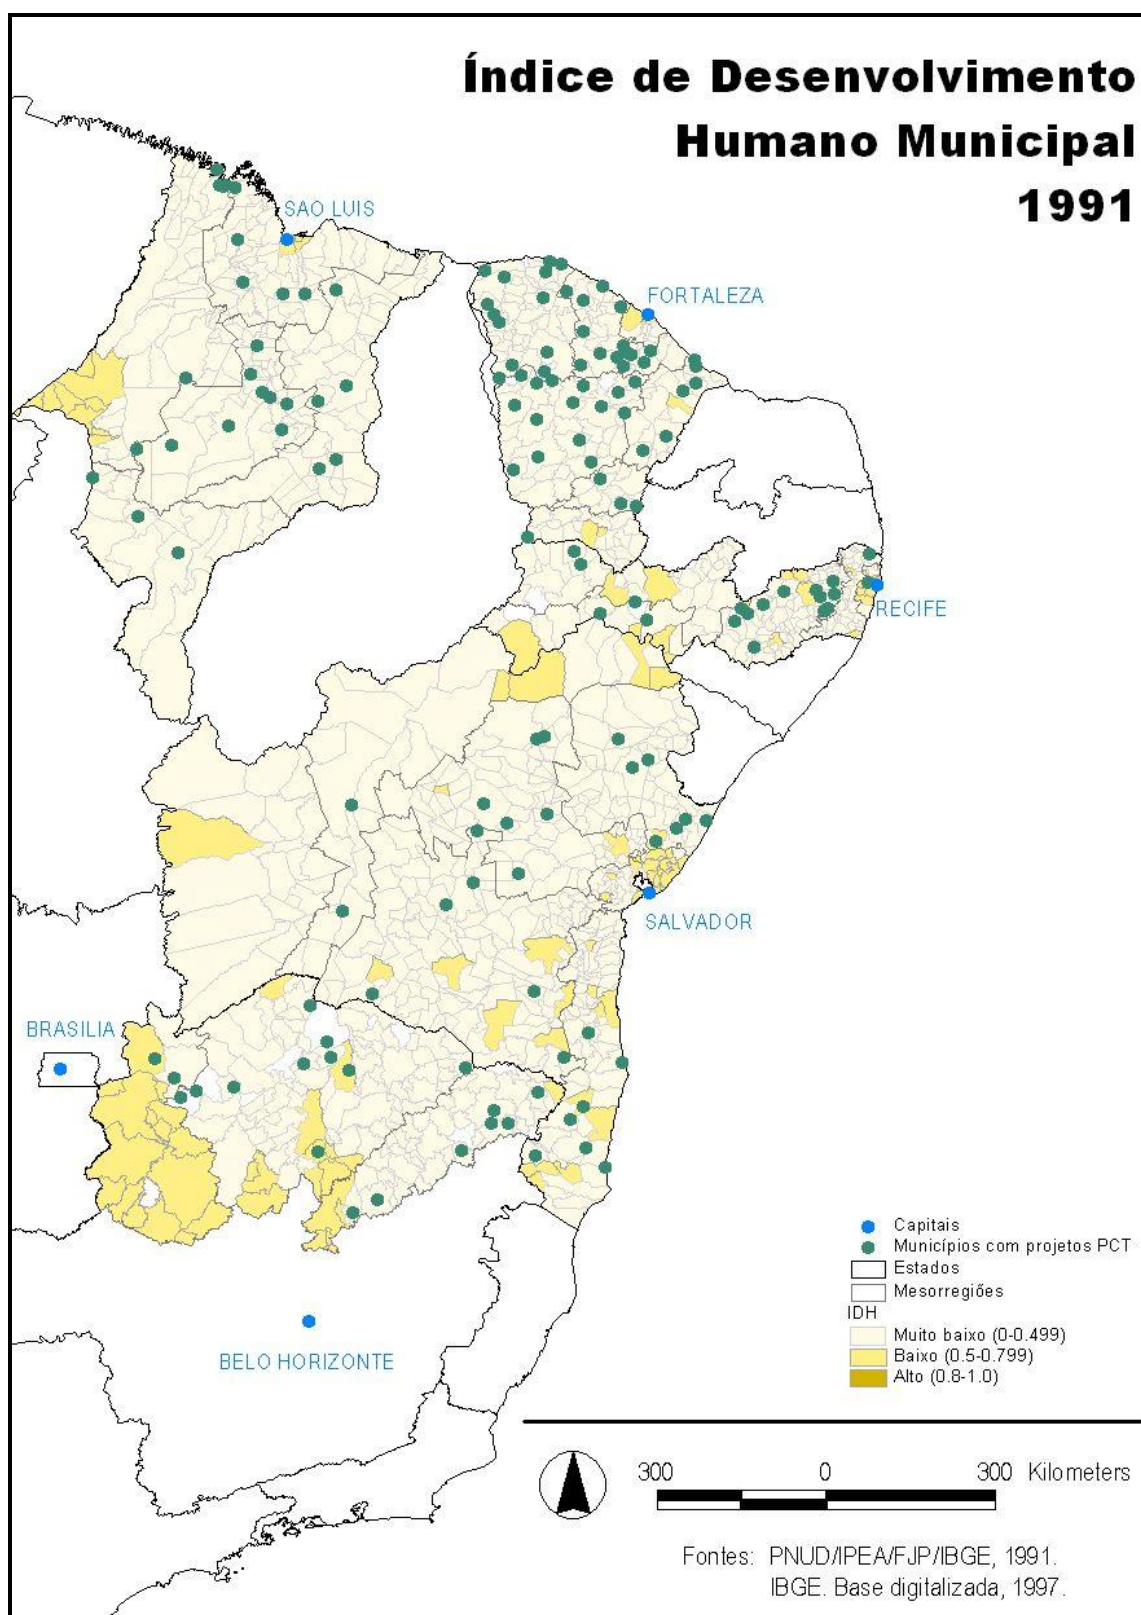 Índice de Desenvolvimento
Humano Municipal
1991
SAO LUIS
FORTALEZA
RECIFE
SALVADOR
BRASILIA
BELO HORIZONTE
Capitais
Municípios com projetos PCT
Estados
Mesorregiões
IDH
Muito baixo (0-0.499)
Baixo (0.5-0.799)
Alto (0.8-1.0)
300 0 300 Kilometers
Fontes: PNUD/IPEA/FJP/IBGE, 1991.
IBGE. Base digitalizada, 1997.